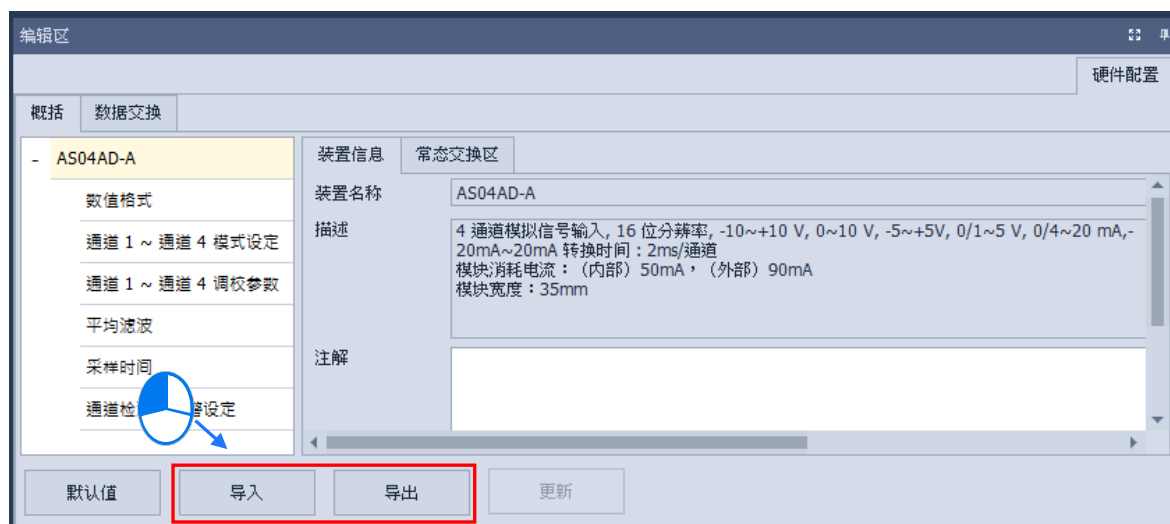 编辑区
硬件配置
概括 数据交换
- AS04AD-A
数值格式
通道 1 ~ 通道 4 模式设定
通道 1 ~ 通道 4 调校参数
平均滤波
采样时间
通道检 警设定
装置信息 常态交换区
装置名称 AS04AD-A
描述 4 通道模拟信号输入, 16 位分辨率, -10~+10 V, 0~10 V, -5~+5V, 0/1~5 V, 0/4~20 mA,-
20mA~20mA 转换时间：2ms/通道
模块消耗电流：（内部）50mA，（外部）90mA
模块宽度：35mm
注解
默认值 导入 导出 更新